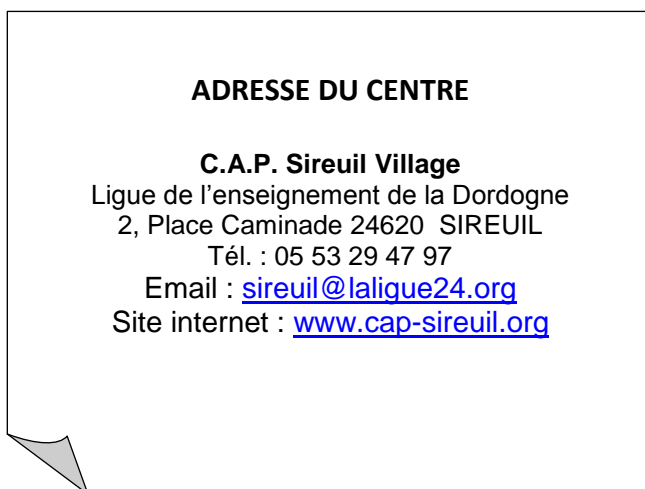 ADRESSE DU CENTRE
C.A.P. Sireuil Village
Ligue de l’enseignement de la Dordogne
2, Place Caminade 24620  SIREUIL
Tél. : 05 53 29 47 97
Email : sireuil@laligue24.org
Site internet : www.cap-sireuil.org